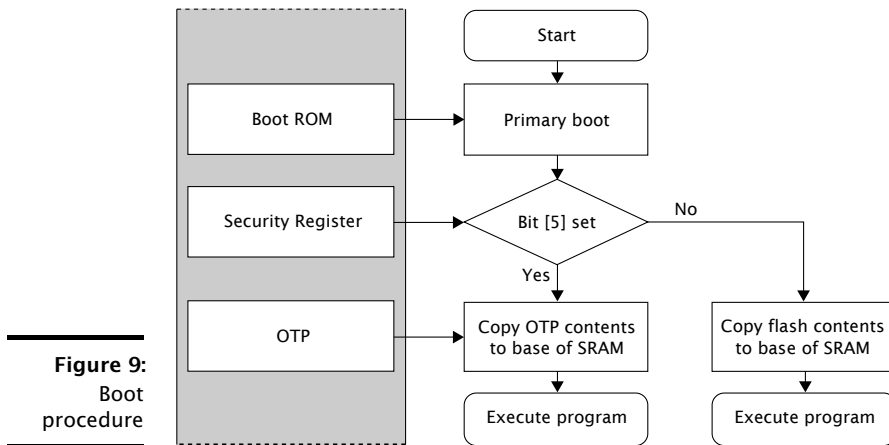 Start
Boot ROM
Primary boot
Security Register
Bit [5] set
No
Yes
OTP
Copy OTP contents
to base of SRAM
Copy flash contents
to base of SRAM
Execute program
Execute program
Figure 9:
Boot
procedure